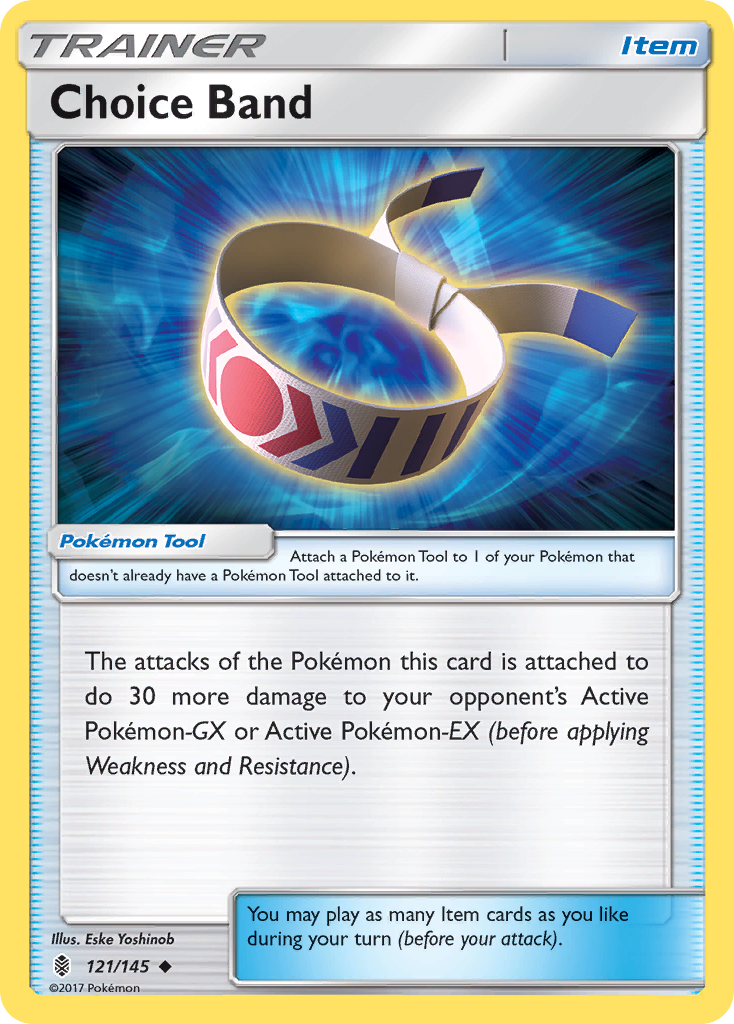 TRAINER
Item
Choice Band
Pokémon Tool
Attach a Pokémon Tool to 1 of your Pokémon that
doesn't already have a Pokémon Tool attached to it.
The attacks of the Pokémon this card is attached to
do 30 more damage to your opponent's Active
Pokémon-GX or Active Pokémon-EX (before applying
Weakness and Resistance).
You may play as many Item cards as you like
during your turn (before your attack).
Illus. Eske Yoshinob
121/145
©2017 Pokémon